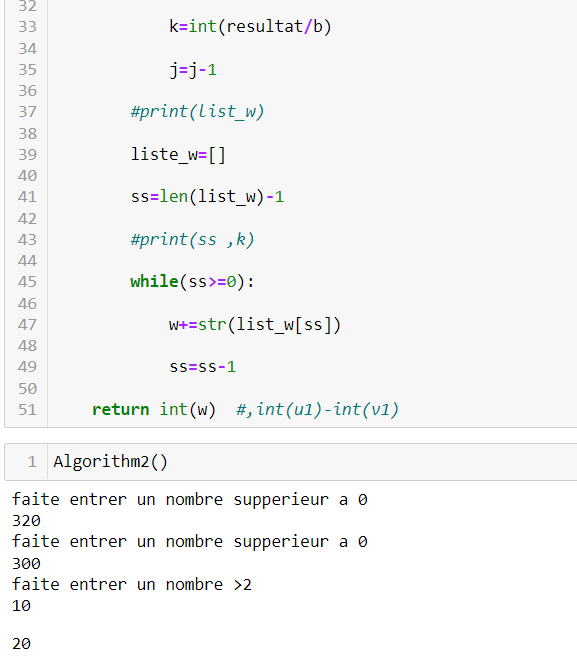 32
33 k=int(resultat/b)
34
35 j=j-1
36
37 #print(list_w)
38
39 liste_w=[]
40
41 ss=len(list_w)-1
42
43 #print(ss ,k)
44
45 while(ss>=0):
46
47 w+=str(list_w[ss])
48
49 ss=ss-1
50
51 return int(w)  #,int(u1)-int(v1)
1 Algorithm2()
faite entrer un nombre supperieur a 0
320
faite entrer un nombre supperieur a 0
300
faite entrer un nombre >2
10
20